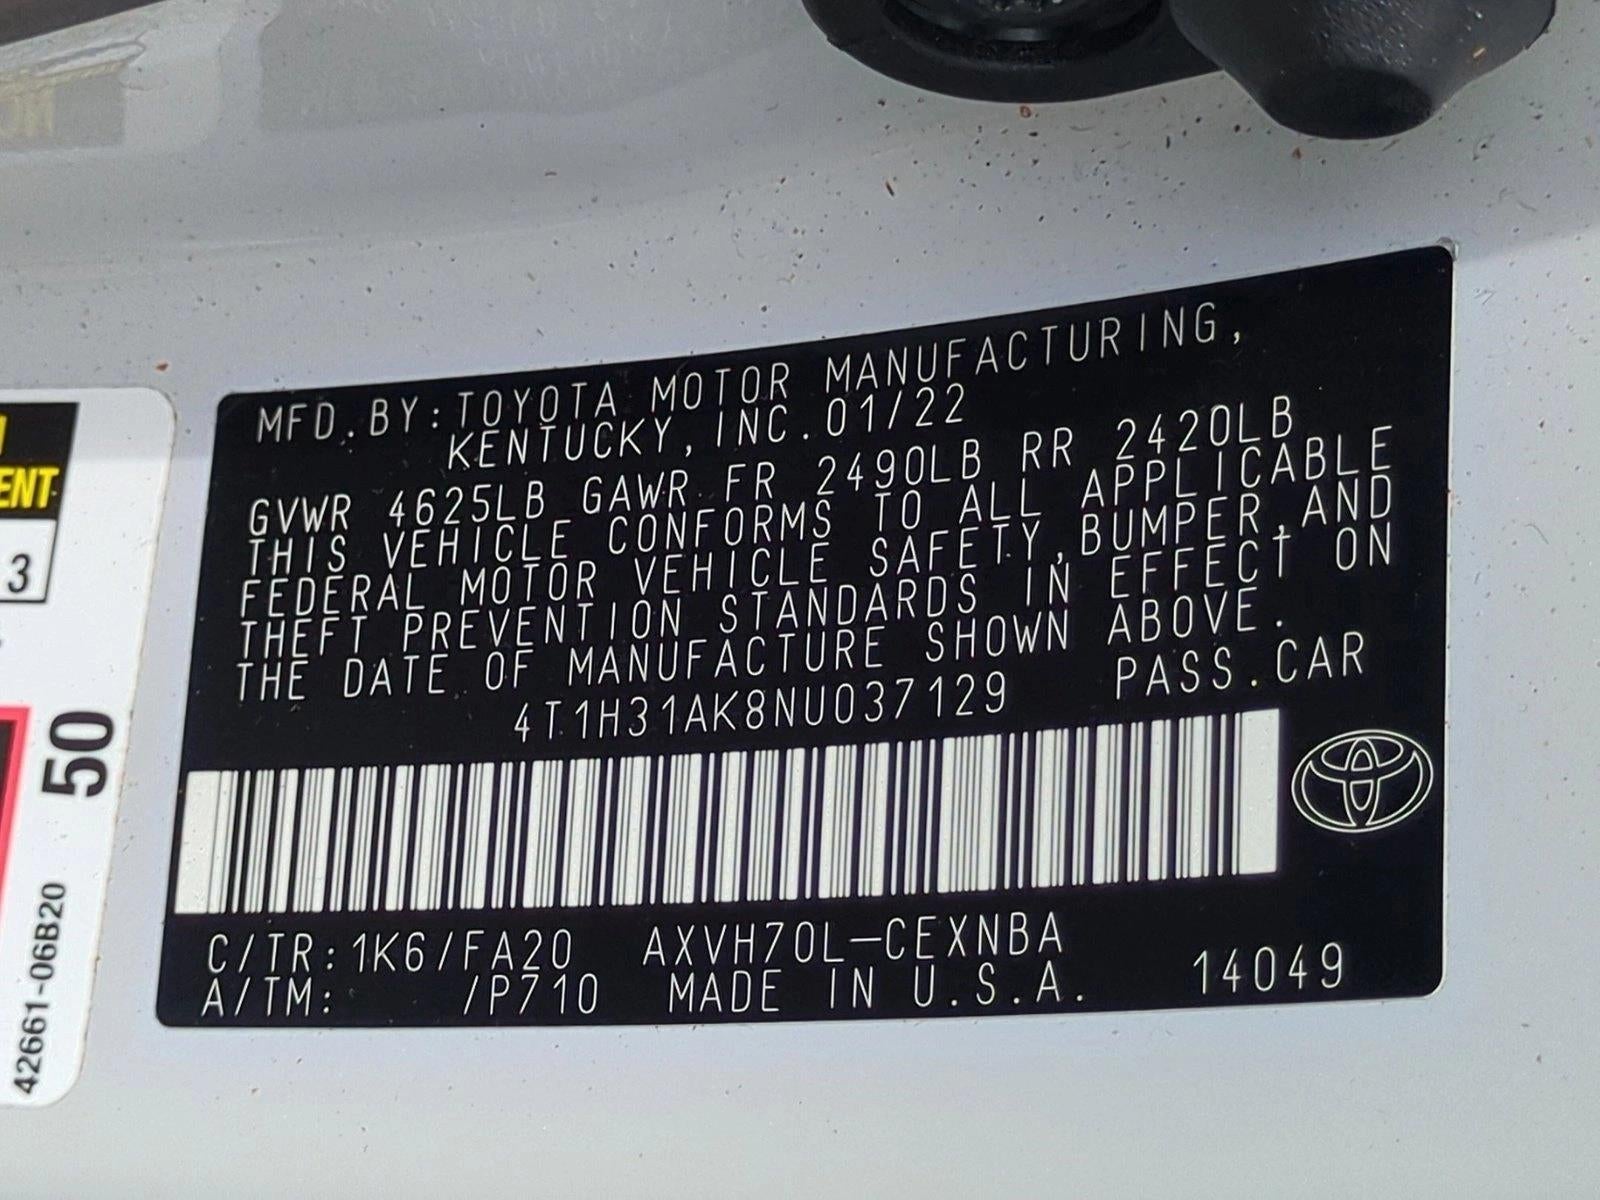 MFD.BY:TOYOTA MOTOR MANUFACTURING,
KENTUCKY, INC. 01/22
GVWR 4625LB GAWR FR 2490LB RR 2420LB
THIS VEHICLE CONFORMS TO ALL APPLICABLE
FEDERAL MOTOR VEHICLE SAFETY, BUMPER, AND
THEFT PREVENTION STANDARDS IN EFFECT ON
THE DATE OF MANUFACTURE SHOWN ABOVE.
4T1H31AK8NU037129 PASS.CAR
C/TR:1K6/FA20 AXVH70L-CEXNBA
A/TM: /P710 MADE IN U.S.A. 14049
ENT
3
50
42661-06B20